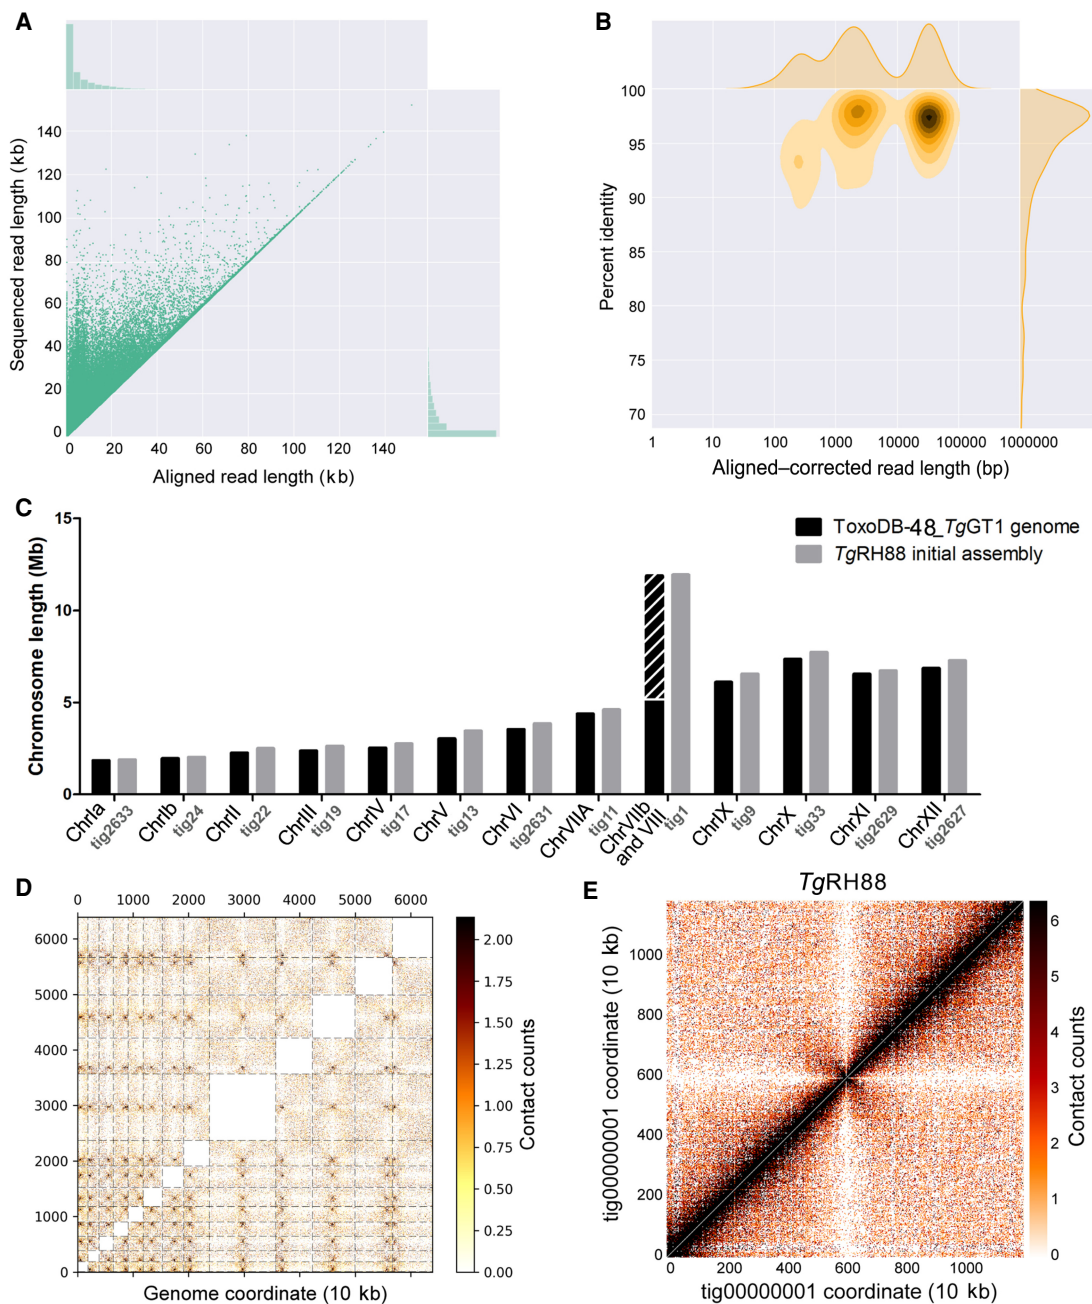 A
Sequenced read length (kb)
140
120
100
80
60
40
20
0
0 20 40 60 80 100 120 140
Aligned read length (kb)
B
Percent identity
100
95
90
85
80
75
70
1 10 100 1000 10000 100000 1000000
Aligned–corrected read length (bp)
C
Chromosome length (Mb)
15
10
5
0
ToxoDB-48_TgGT1 genome
TgRH88 initial assembly
ChrIa tig2633
ChrIb tig24
ChrII tig22
ChrIII tig19
ChrIV tig17
ChrV tig13
ChrVI tig2631
ChrVIIA tig11
ChrVIIb and VIII tig1
ChrIX tig9
ChrX tig33
ChrXI tig2629
ChrXII tig2627
D
0 1000 2000 3000 4000 5000 6000
6000
5000
4000
3000
2000
1000
0
Genome coordinate (10 kb)
2.00
1.75
1.50
1.25
1.00
0.75
0.50
0.25
0.00
Contact counts
E
TgRH88
tig00000001 coordinate (10 kb)
1000
800
600
400
200
0
0 200 400 600 800 1000
tig00000001 coordinate (10 kb)
6
5
4
3
2
1
0
Contact counts